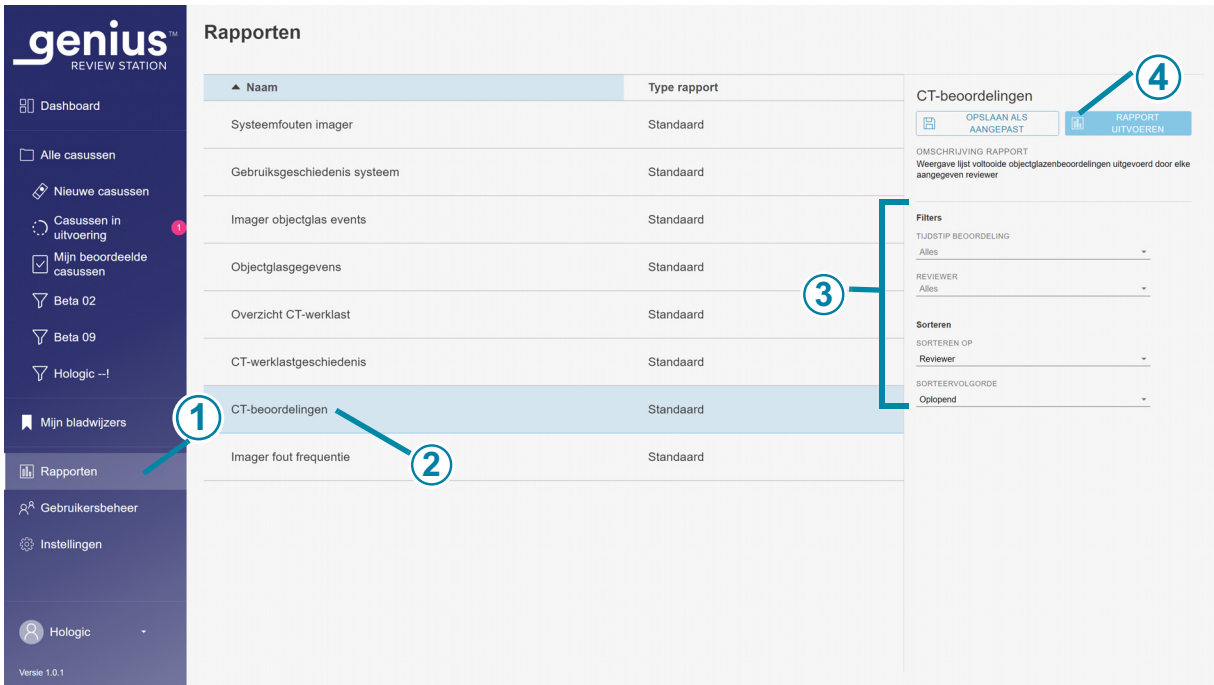 genius™
REVIEW STATION
Dashboard
Alle casussen
Nieuwe casussen
Casussen in
uitvoering
1
Mijn beoordeelde
casussen
Beta 02
Beta 09
Hologic --!
Mijn bladwijzers
Rapporten
Gebruikersbeheer
Instellingen
Hologic
Versie 1.0.1
Rapporten
Naam Type rapport
Systeemfouten imager Standaard
Gebruiksgeschiedenis systeem Standaard
Imager objectglas events Standaard
Objectglasgegevens Standaard
Overzicht CT-werklast Standaard
CT-werklastgeschiedenis Standaard
CT-beoordelingen Standaard
Imager fout frequentie Standaard
CT-beoordelingen
OPSLAAN ALS
AANGEPAST
RAPPORT
UITVOEREN
OMSCHRIJVING RAPPORT
Weergave lijst voltooide objectglazenbeoordelingen uitgevoerd door elke
aangegeven reviewer
Filters
TIJDSTIP BEOORDELING
Alles
REVIEWER
Alles
Sorteren
SORTEREN OP
Reviewer
SORTEERVOLGORDE
Oplopend
1
2
3
4